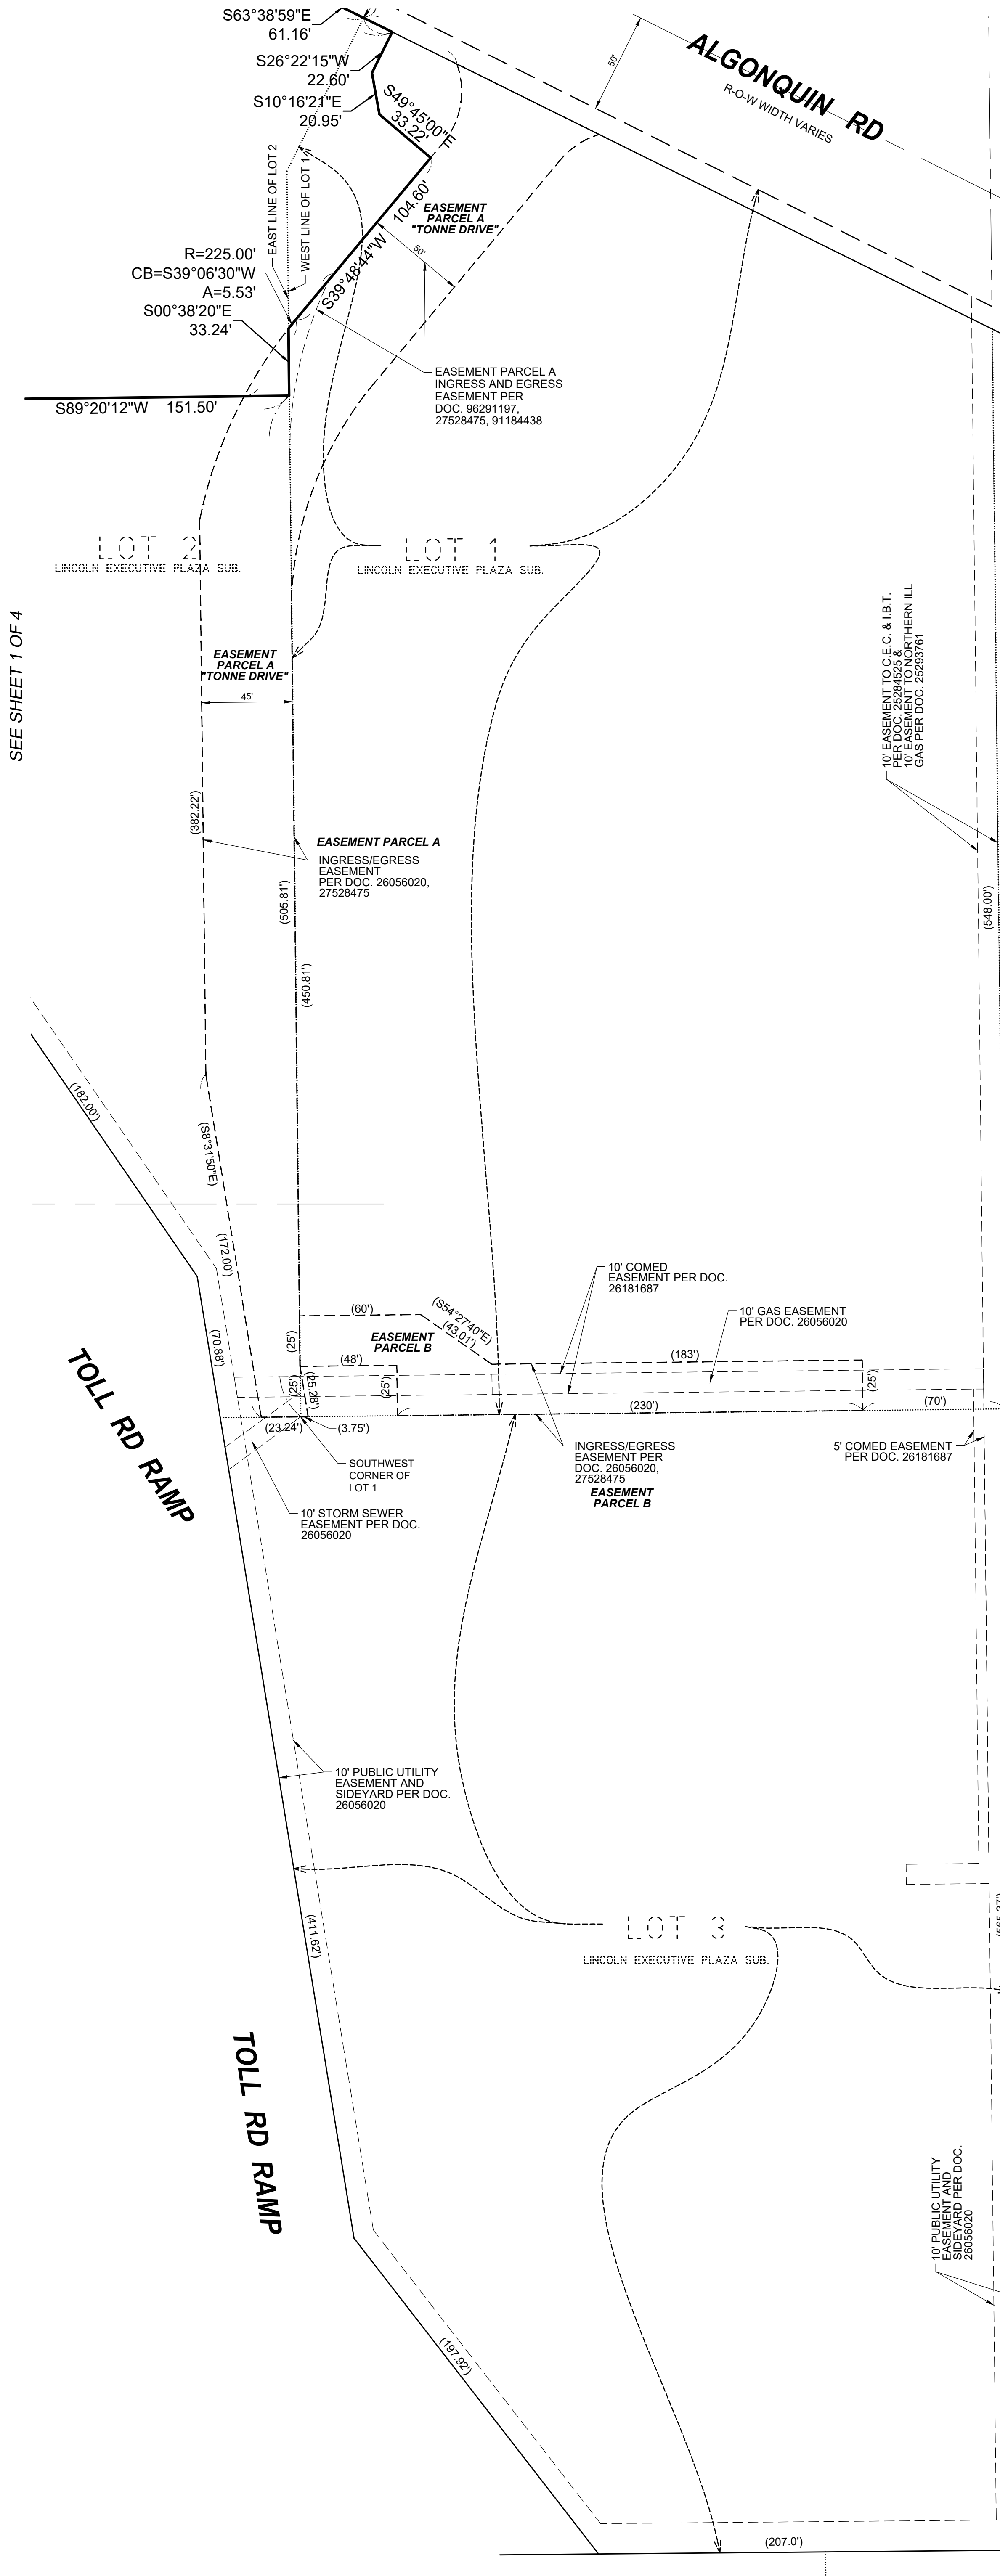 S63°38'59"E
61.16'
S26°22'15"W
22.60'
S10°16'21"E
20.95'
S49°45'00"E
33.22'
50'
ALGONQUIN RD
R-O-W WIDTH VARIES
EAST LINE OF LOT 2
WEST LINE OF LOT 1
104.60'
S39°48'44"W
EASEMENT
PARCEL A
"TONNE DRIVE"
50'
R=225.00'
CB=S39°06'30"W
A=5.53'
S00°38'20"E
33.24'
EASEMENT PARCEL A
INGRESS AND EGRESS
EASEMENT PER
DOC. 96291197,
27528475, 91184438
S89°20'12"W 151.50'
LOT 2
LINCOLN EXECUTIVE PLAZA SUB.
LOT 1
LINCOLN EXECUTIVE PLAZA SUB.
SEE SHEET 1 OF 4
EASEMENT
PARCEL A
"TONNE DRIVE"
45'
10' EASEMENT TO C.E.C. & I.B.T.
PER DOC. 25284525 &
10' EASEMENT TO NORTHERN ILL
GAS PER DOC. 25293761
(382.22')
EASEMENT PARCEL A
INGRESS/EGRESS
EASEMENT
PER DOC. 26056020,
27528475
(505.81')
(548.00')
(450.81')
(182.00')
(S8°31'50"E)
(172.00')
10' COMED
EASEMENT PER DOC.
26181687
10' GAS EASEMENT
PER DOC. 26056020
(60')
(S54°27'40"E)
(43.01')
EASEMENT
PARCEL B
(25')
(70.88')
(48')
(183')
(25')
(25.28')
(25')
(25')
(230')
(70')
(23.24')
(3.75')
TOLL RD RAMP
SOUTHWEST
CORNER OF
LOT 1
INGRESS/EGRESS
EASEMENT PER
DOC. 26056020,
27528475
EASEMENT
PARCEL B
5' COMED EASEMENT
PER DOC. 26181687
10' STORM SEWER
EASEMENT PER DOC.
26056020
10' PUBLIC UTILITY
EASEMENT AND
SIDEYARD PER DOC.
26056020
(411.62')
LOT 3
LINCOLN EXECUTIVE PLAZA SUB.
TOLL RD RAMP
10' PUBLIC UTILITY
EASEMENT AND
SIDEYARD PER DOC.
26056020
(197.92')
(207.0')